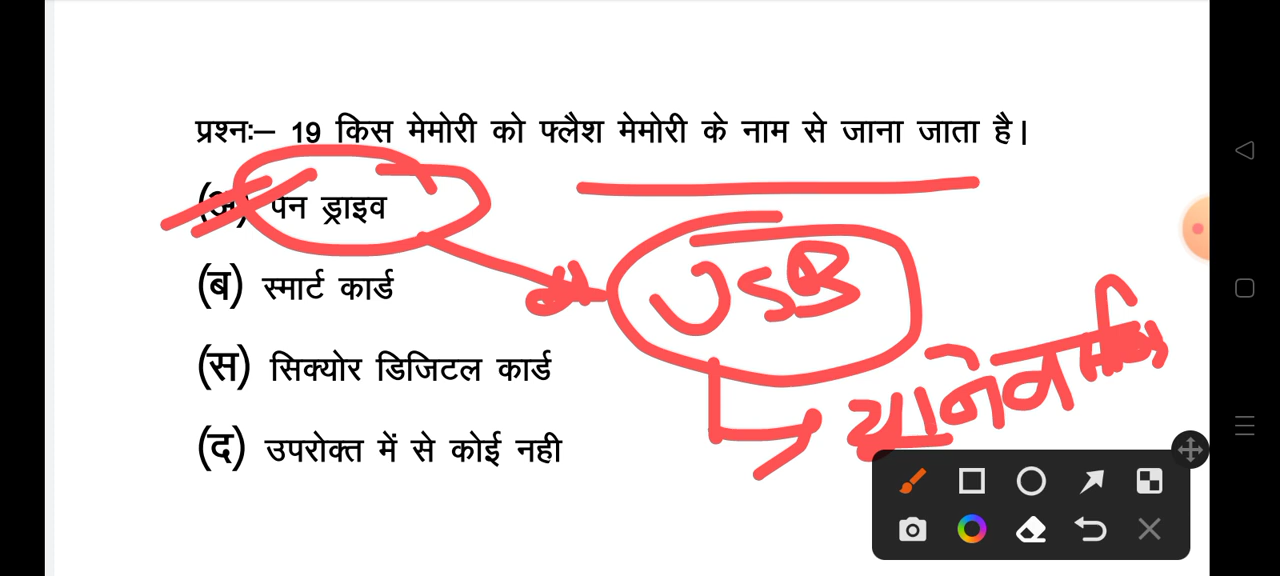 प्रश्नः– 19 किस मेमोरी को फ्लैश मेमोरी के नाम से जाना जाता है।
(अ) पेन ड्राइव
(ब) स्मार्ट कार्ड
USB
(स) सिक्योर डिजिटल कार्ड
(द) उपरोक्त में से कोई नही